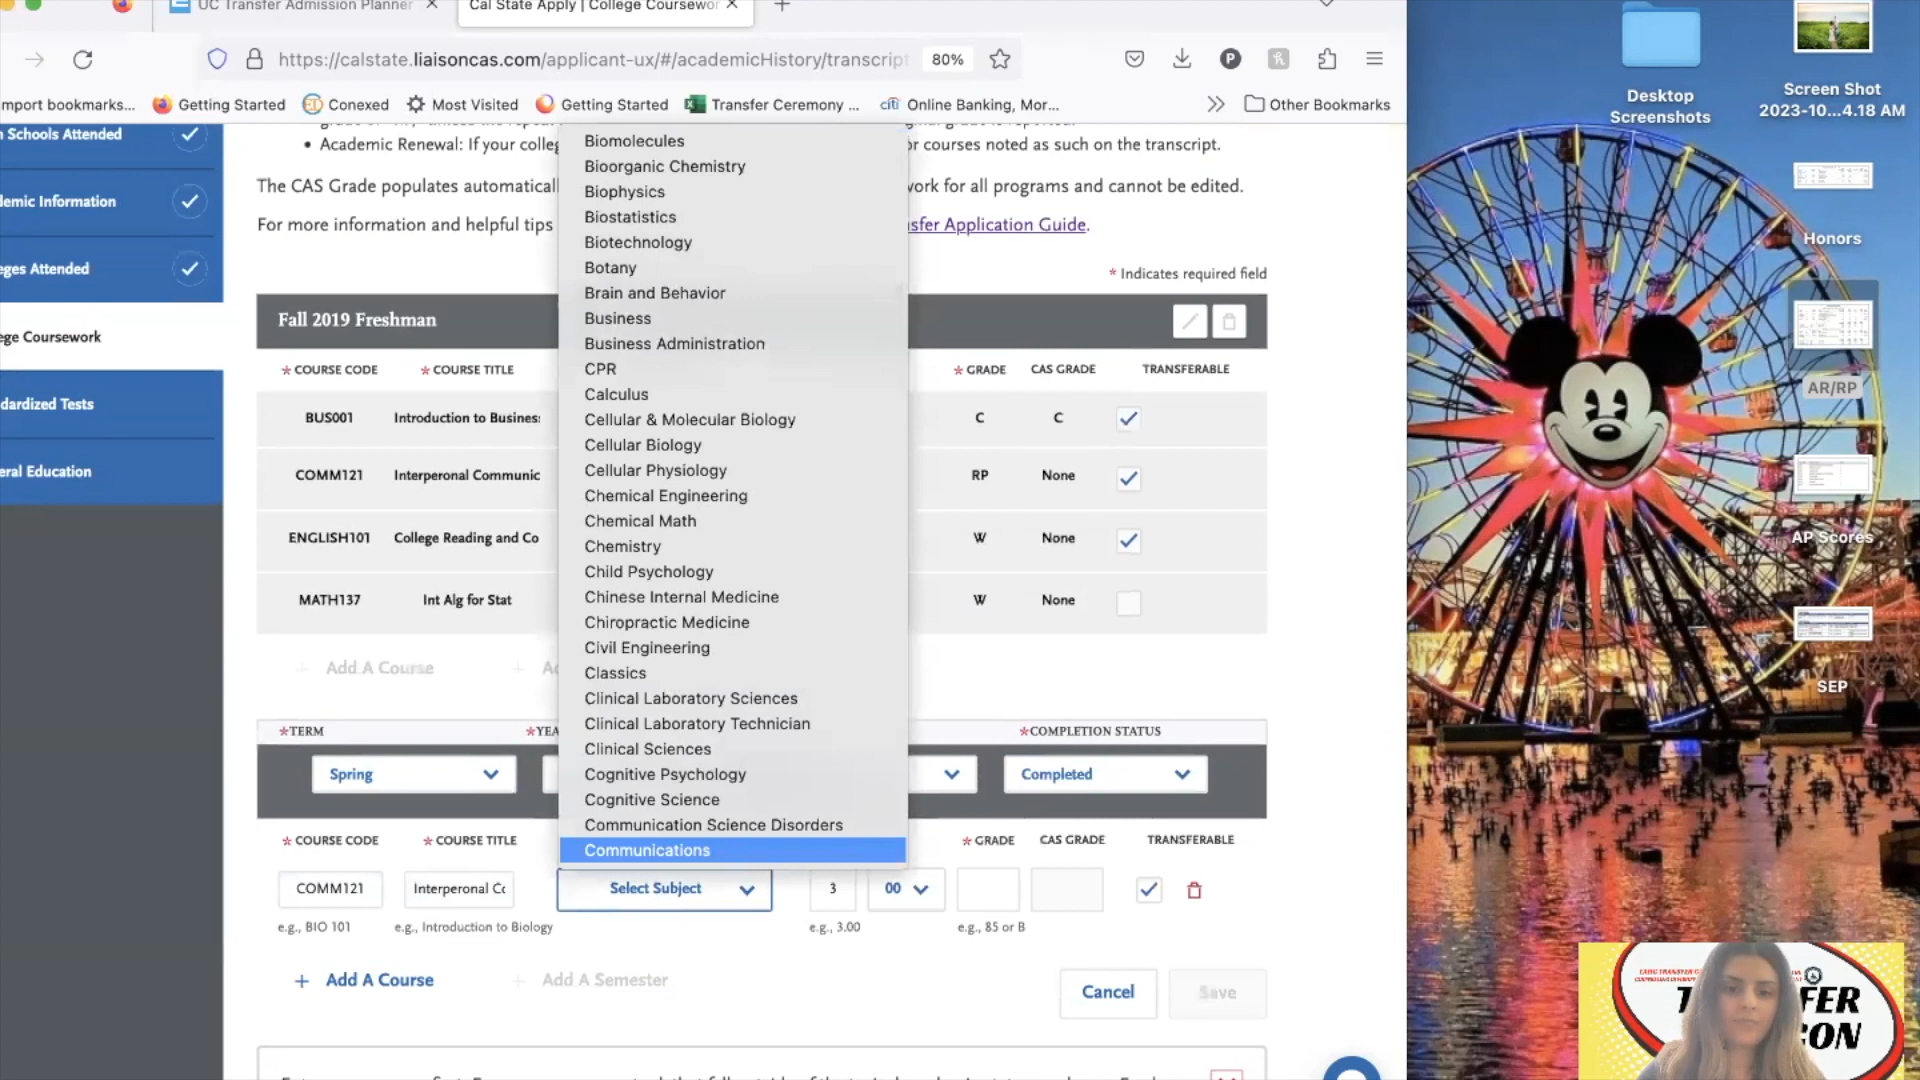 UC Transfer Admission Planner
Cal State Apply | College Coursewor
https://calstate.liaisoncas.com/applicant-ux/#/academicHistory/transcript
80%
mport bookmarks...
Getting Started
Conexed
Most Visited
Getting Started
Transfer Ceremony ...
citi
Online Banking, Mor...
Other Bookmarks
Schools Attended
demic Information
eges Attended
ege Coursework
dardized Tests
eral Education
• Academic Renewal: If your colleg
or courses noted as such on the transcript.
The CAS Grade populates automaticall
work for all programs and cannot be edited.
For more information and helpful tips
sfer Application Guide.
* Indicates required field
Fall 2019 Freshman
* COURSE CODE
* COURSE TITLE
* GRADE
CAS GRADE
TRANSFERABLE
BUS001
Introduction to Busines
C
C
COMM121
Interperonal Communic
RP
None
ENGLISH101
College Reading and Co
W
None
MATH137
Int Alg for Stat
W
None
+ Add A Course
+ Ad
Biomolecules
Bioorganic Chemistry
Biophysics
Biostatistics
Biotechnology
Botany
Brain and Behavior
Business
Business Administration
CPR
Calculus
Cellular & Molecular Biology
Cellular Biology
Cellular Physiology
Chemical Engineering
Chemical Math
Chemistry
Child Psychology
Chinese Internal Medicine
Chiropractic Medicine
Civil Engineering
Classics
Clinical Laboratory Sciences
Clinical Laboratory Technician
Clinical Sciences
Cognitive Psychology
Cognitive Science
Communication Science Disorders
Communications
*TERM
*YEA
*COMPLETION STATUS
Spring
Completed
* COURSE CODE
* COURSE TITLE
* GRADE
CAS GRADE
TRANSFERABLE
COMM121
Interperonal Cc
Select Subject
3
00
e.g., BIO 101
e.g., Introduction to Biology
e.g., 3.00
e.g., 85 or B
+ Add A Course
+ Add A Semester
Cancel
Save
Desktop
Screenshots
Screen Shot
2023-10...4.18 AM
Honors
AR/RP
AP Scores
SEP
FER
ON